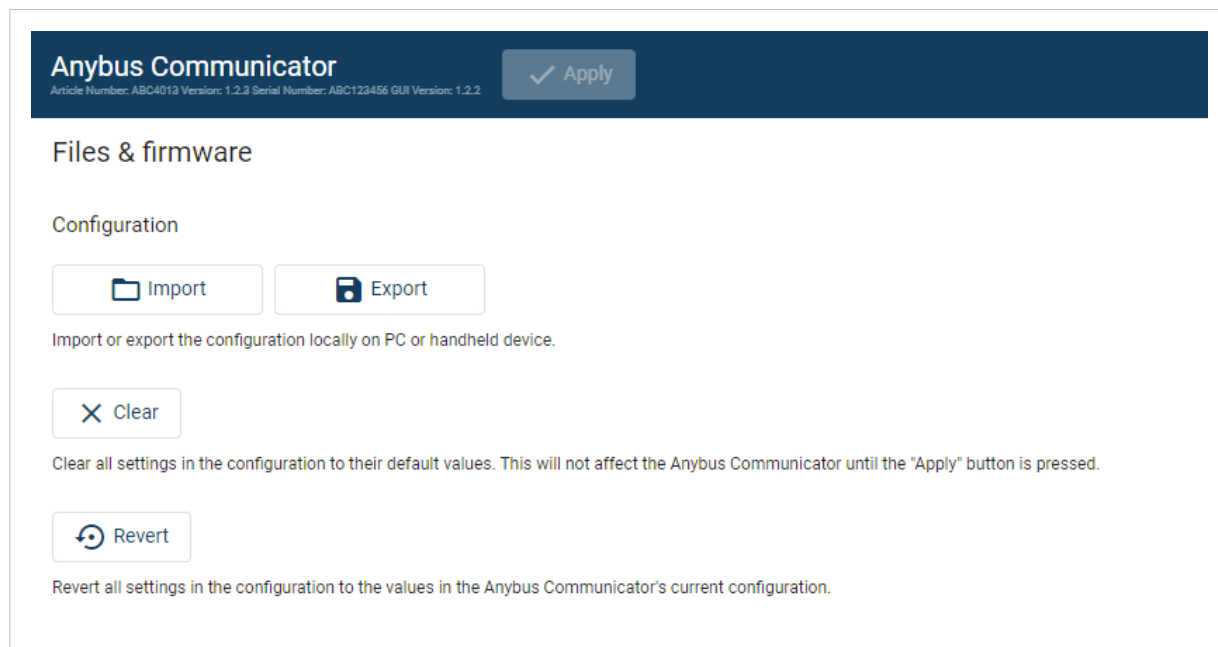 Anybus Communicator
Apply
Article Number: ABC4013 Version: 1.2.3 Serial Number: ABC123456 GUI Version: 1.2.2
Files & firmware
Configuration
Import
Export
Import or export the configuration locally on PC or handheld device.
Clear
Clear all settings in the configuration to their default values. This will not affect the Anybus Communicator until the "Apply" button is pressed.
Revert
Revert all settings in the configuration to the values in the Anybus Communicator's current configuration.